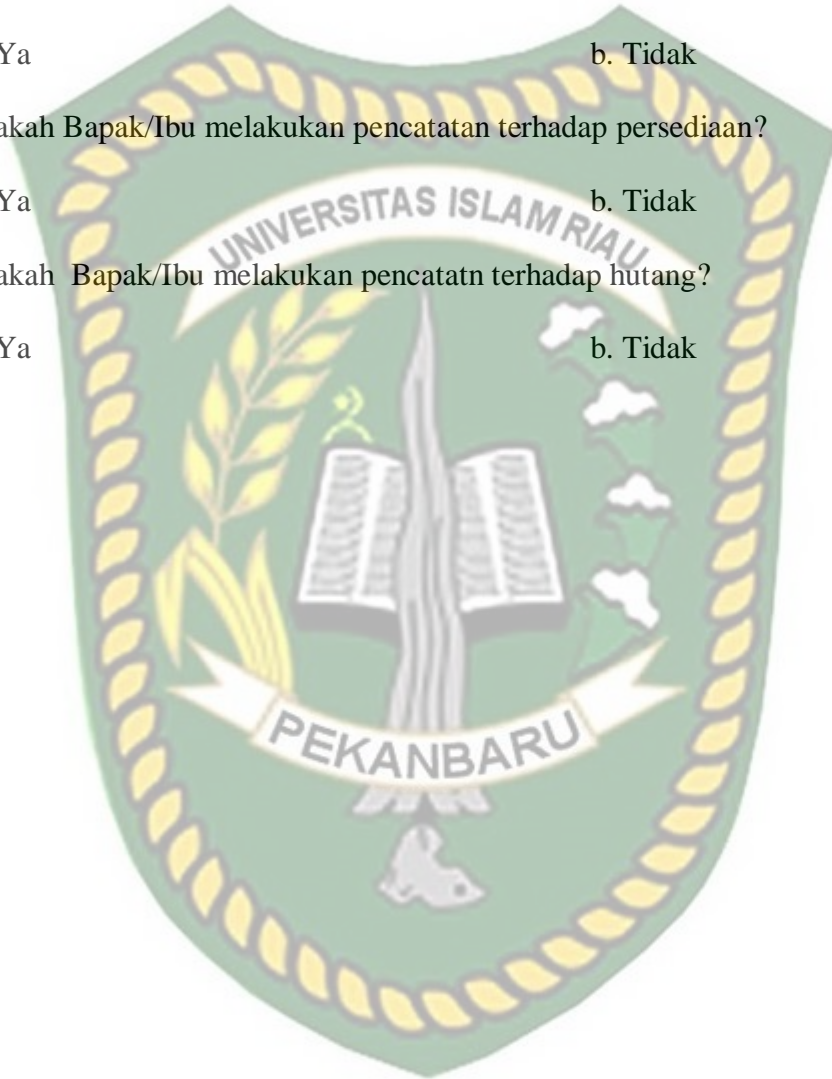 Ya b. Tidak
akah Bapak/Ibu melakukan pencatatan terhadap persediaan?
Ya b. Tidak
UNIVERSITAS ISLAM RIAU
akah Bapak/Ibu melakukan pencatatn terhadap hutang?
Ya b. Tidak
PEKANBARU